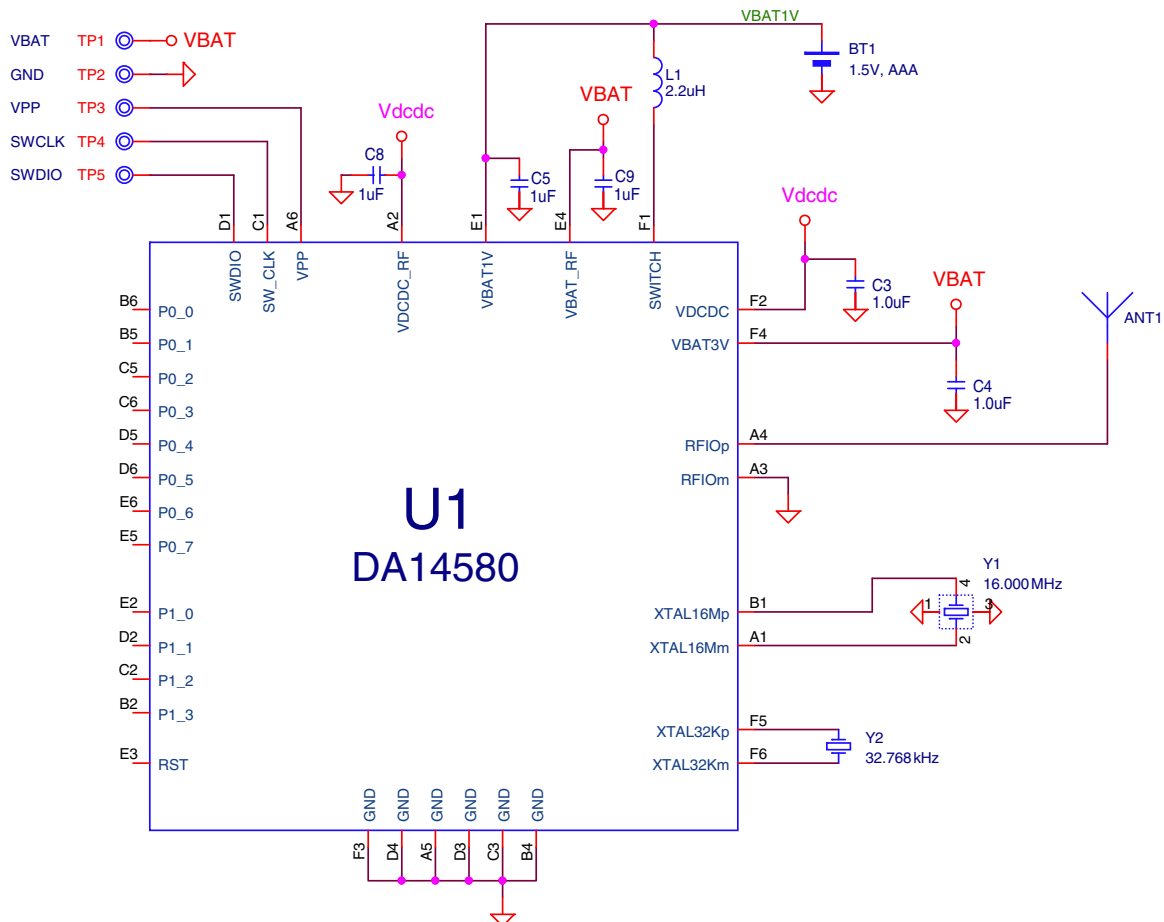 VBAT1V
VBAT TP1 VBAT
GND TP2
VPP TP3
SWCLK TP4
SWDIO TP5
BT1
1.5V, AAA
L1
2.2uH
VBAT
Vdcdc
C8
1uF
C5
1uF
C9
1uF
Vdcdc
C3
1.0uF
VBAT
C4
1.0uF
ANT1
D1 C1 A6 A2 E1 E4 F1
SWDIO SW_CLK VPP VDCDC_RF VBAT1V VBAT_RF SWITCH
B6 P0_0
B5 P0_1
C5 P0_2
C6 P0_3
D5 P0_4
D6 P0_5
E6 P0_6
E5 P0_7
E2 P1_0
D2 P1_1
C2 P1_2
B2 P1_3
E3 RST
U1
DA14580
VDCDC F2
VBAT3V F4
RFIOp A4
RFIOm A3
XTAL16Mp B1
XTAL16Mm A1
XTAL32Kp F5
XTAL32Km F6
Y1
16.000MHz
4
1 3
2
Y2
32.768kHz
GND GND GND GND GND GND
F3 D4 A5 D3 C3 B4